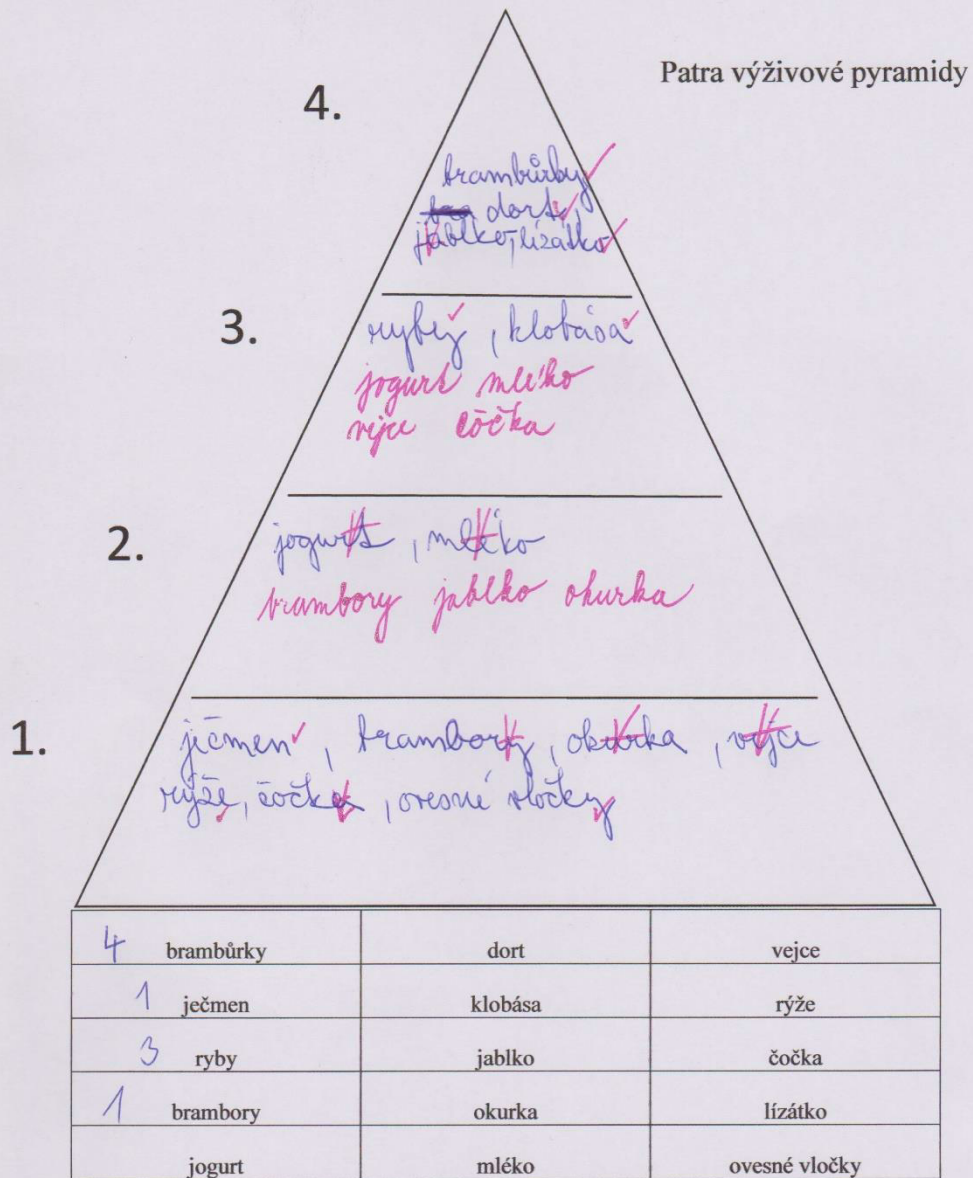 Patra výživové pyramidy
4.
brambůrky
dort,
jablko, lízátko
3.
ryby, klobása
jogurt mléko
vejce čočka
2.
jogurt, mléko
brambory jablko okurka
1.
ječmen, brambory, okurka, vejce
rýže, čočka, ovesné vločky
4 brambůrky dort vejce
1 ječmen klobása rýže
3 ryby jablko čočka
1 brambory okurka lízátko
jogurt mléko ovesné vločky